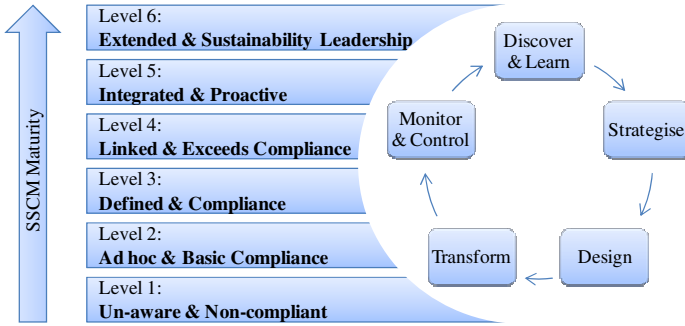 SSCM Maturity
Level 6:
Extended & Sustainability Leadership
Level 5:
Integrated & Proactive
Level 4:
Linked & Exceeds Compliance
Level 3:
Defined & Compliance
Level 2:
Ad hoc & Basic Compliance
Level 1:
Un-aware & Non-compliant
Discover
& Learn
Strategise
Design
Transform
Monitor
& Control